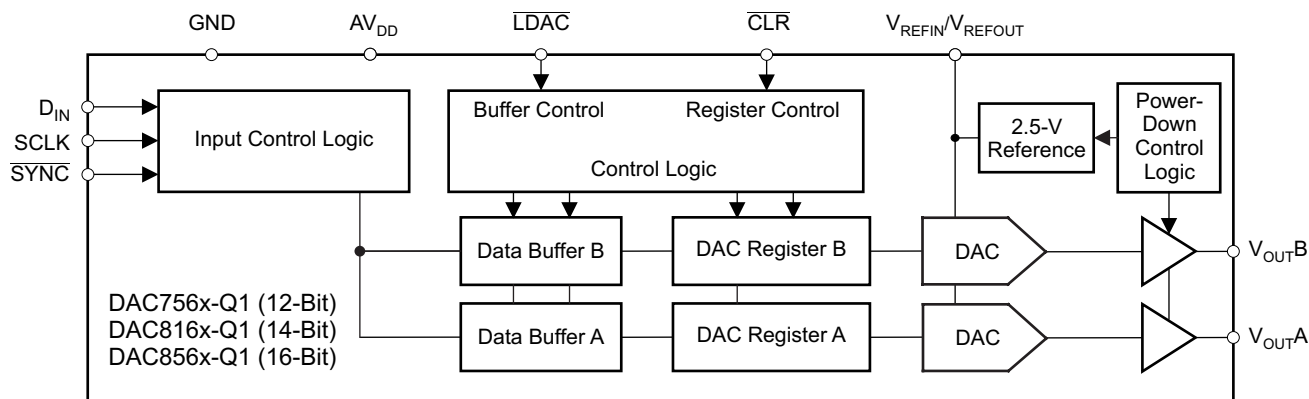 GND
AVDD
LDAC
CLR
VREFIN/VREFOUT
DIN
SCLK
SYNC
Input Control Logic
Buffer Control
Register Control
Control Logic
2.5-V
Reference
Power-
Down
Control
Logic
Data Buffer B
DAC Register B
DAC
VOUTB
Data Buffer A
DAC Register A
DAC
VOUTA
DAC756x-Q1 (12-Bit)
DAC816x-Q1 (14-Bit)
DAC856x-Q1 (16-Bit)